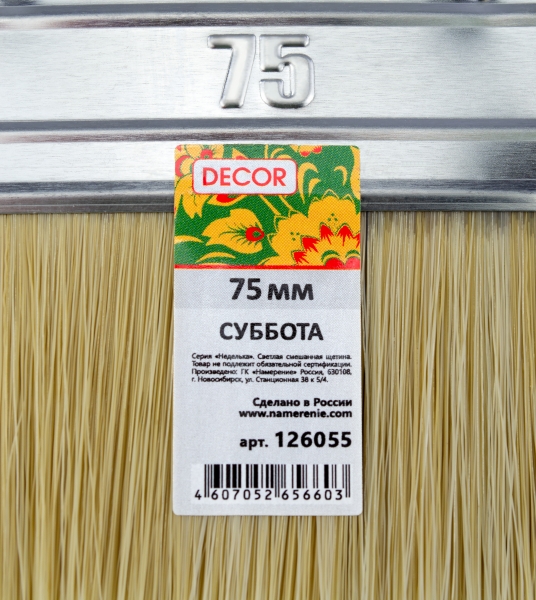 75
DECOR
75 мм
СУББОТА
Серия «Неделька». Светлая смешанная щетина.
Товар не подлежит обязательной сертификации.
Произведено: ГК «Намерение» Россия, 630108,
г. Новосибирск, ул. Станционная 38 к 5/4.
Сделано в России
www.namerenie.com
арт. 126055
4 607052 656603